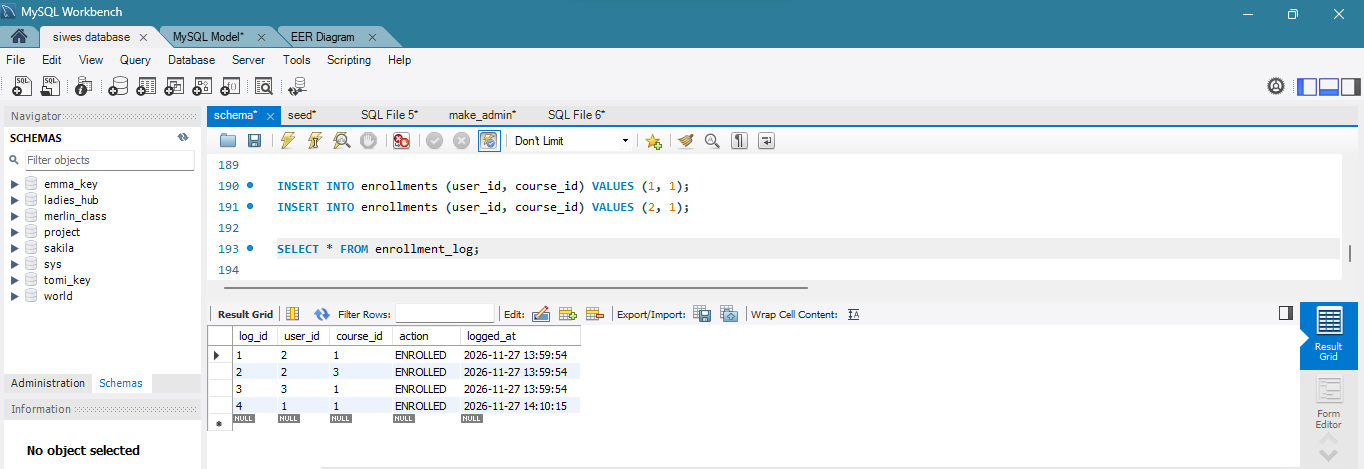 MySQL Workbench
siwes database MySQL Model* EER Diagram
File Edit View Query Database Server Tools Scripting Help
Navigator schema* seed* SQL File 5* make_admin* SQL File 6*
SCHEMAS
Don't Limit
Filter objects
emma_key
ladies_hub
merlin_class
project
sakila
sys
tomi_key
world
189
190 INSERT INTO enrollments (user_id, course_id) VALUES (1, 1);
191 INSERT INTO enrollments (user_id, course_id) VALUES (2, 1);
192
193 SELECT * FROM enrollment_log;
194
Result Grid Filter Rows: Edit: Export/Import: Wrap Cell Content: IA
log_id user_id course_id action logged_at
1 2 1 ENROLLED 2026-11-27 13:59:54
2 2 3 ENROLLED 2026-11-27 13:59:54
3 3 1 ENROLLED 2026-11-27 13:59:54
4 1 1 ENROLLED 2026-11-27 14:10:15
NULL NULL NULL NULL NULL
Result
Grid
Form
Editor
Administration Schemas
Information
No object selected